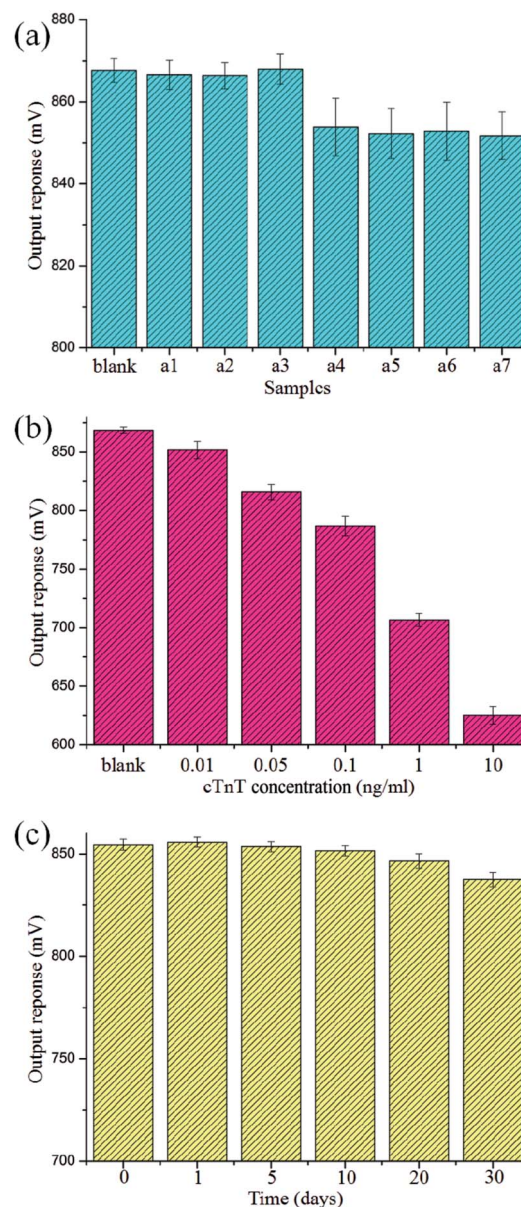 (a)
880
860
840
820
800
Output reponse (mV)
blank a1 a2 a3 a4 a5 a6 a7
Samples
(b)
850
800
750
700
650
600
Output reponse (mV)
blank 0.01 0.05 0.1 1 10
cTnT concentration (ng/ml)
(c)
850
800
750
700
Output reponse (mV)
0 1 5 10 20 30
Time (days)